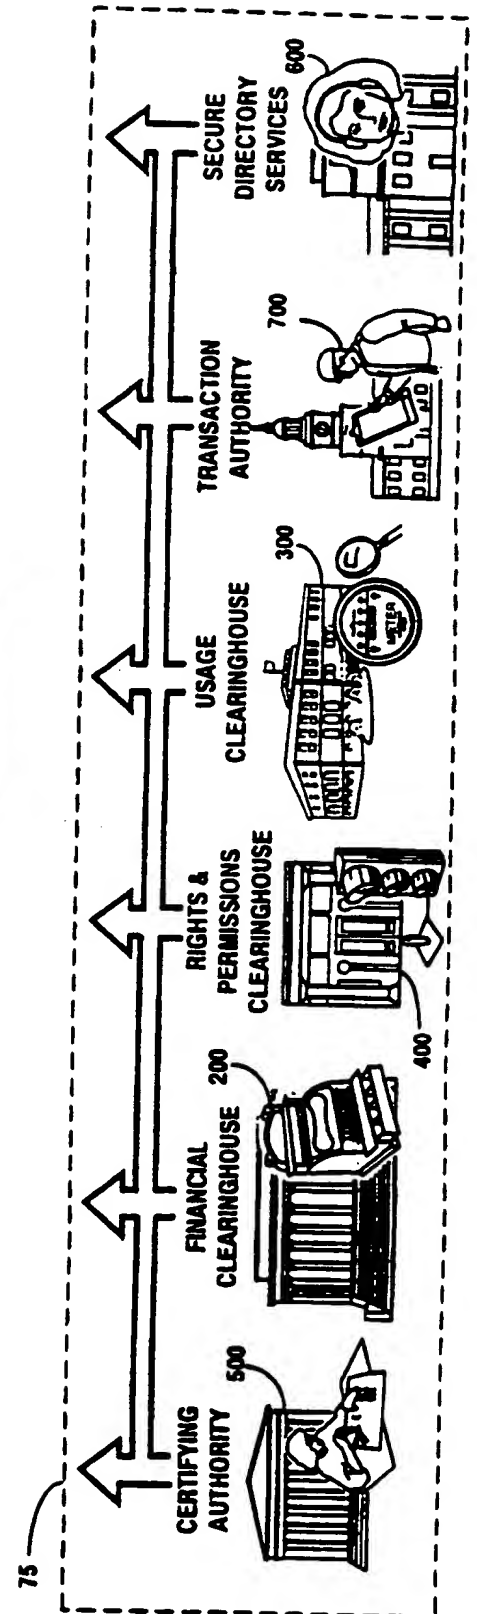 75
CERTIFYING
AUTHORITY
500
FINANCIAL
CLEARINGHOUSE
200
RIGHTS &
PERMISSIONS
CLEARINGHOUSE
400
USAGE
CLEARINGHOUSE
300
METER
TRANSACTION
AUTHORITY
700
SECURE
DIRECTORY
SERVICES
600